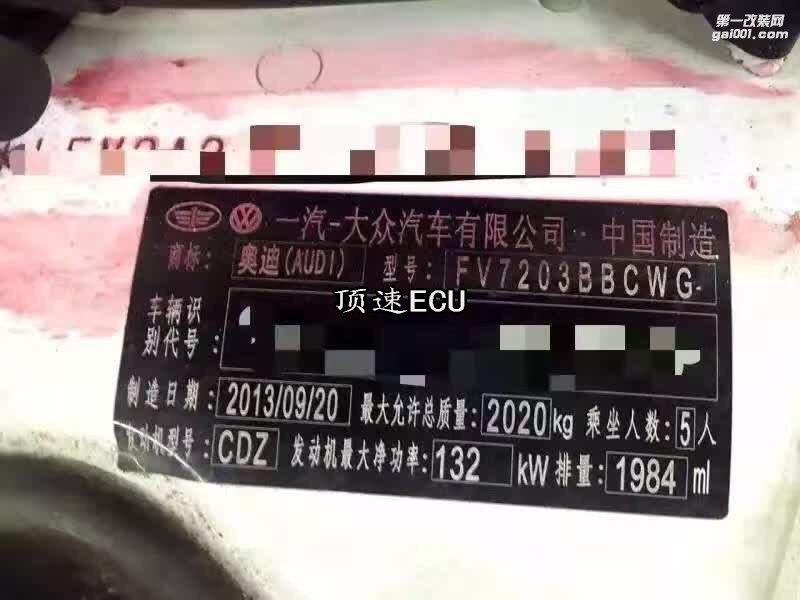 第一改装网
gai001.com
一汽-大众汽车有限公司 中国制造
商标: 奥迪(AUDI) 型号: FV7203BBCWG
顶速ECU
车辆识
别代号:
制造日期: 2013/09/20 最大允许总质量: 2020kg 乘坐人数: 5人
发动机型号: CDZ 发动机最大净功率: 132 kW 排量: 1984 ml